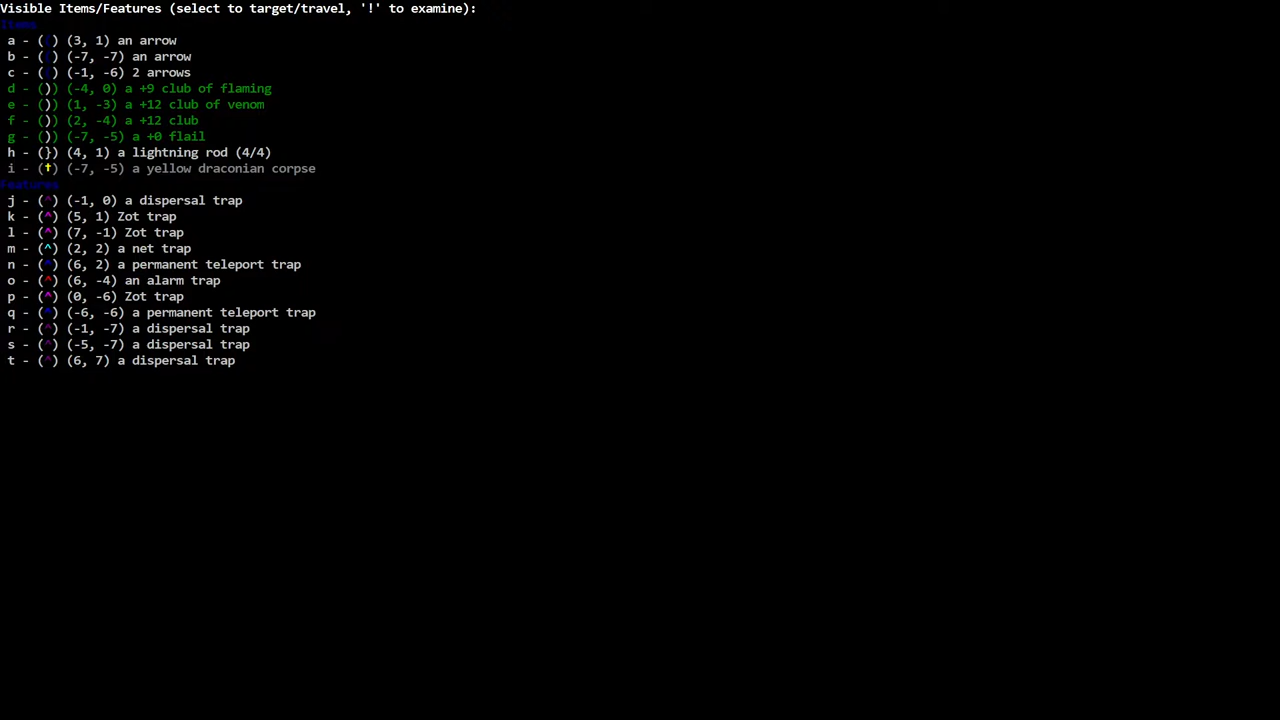 Visible Items/Features (select to target/travel, '!' to examine):
Items
a - (() (3, 1) an arrow
b - (() (-7, -7) an arrow
c - (() (-1, -6) 2 arrows
d - ()) (-4, 0) a +9 club of flaming
e - ()) (1, -3) a +12 club of venom
f - ()) (2, -4) a +12 club
g - ()) (-7, -5) a +0 flail
h - (}) (4, 1) a lightning rod (4/4)
i - (†) (-7, -5) a yellow draconian corpse
Features
j - (^) (-1, 0) a dispersal trap
k - (^) (5, 1) Zot trap
l - (^) (7, -1) Zot trap
m - (^) (2, 2) a net trap
n - (^) (6, 2) a permanent teleport trap
o - (^) (6, -4) an alarm trap
p - (^) (0, -6) Zot trap
q - (^) (-6, -6) a permanent teleport trap
r - (^) (-1, -7) a dispersal trap
s - (^) (-5, -7) a dispersal trap
t - (^) (6, 7) a dispersal trap